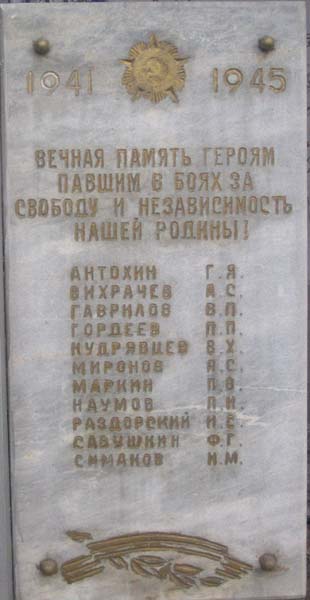 1941 1945
ВЕЧНАЯ ПАМЯТЬ ГЕРОЯМ
ПАВШИМ В БОЯХ ЗА
СВОБОДУ И НЕЗАВИСИМОСТЬ
НАШЕЙ РОДИНЫ!
АНТОХИН Г.Я.
ВИХРАЧЕВ А.С.
ГАВРИЛОВ В.П.
ГОРДЕЕВ П.П.
КУДРЯВЦЕВ В.Х.
МИРОНОВ Я.С.
МАРКИН П.Ф.
НАУМОВ П.И.
РАЗДОРСКИЙ И.Е.
САВУШКИН Ф.Г.
СИМАКОВ И.М.